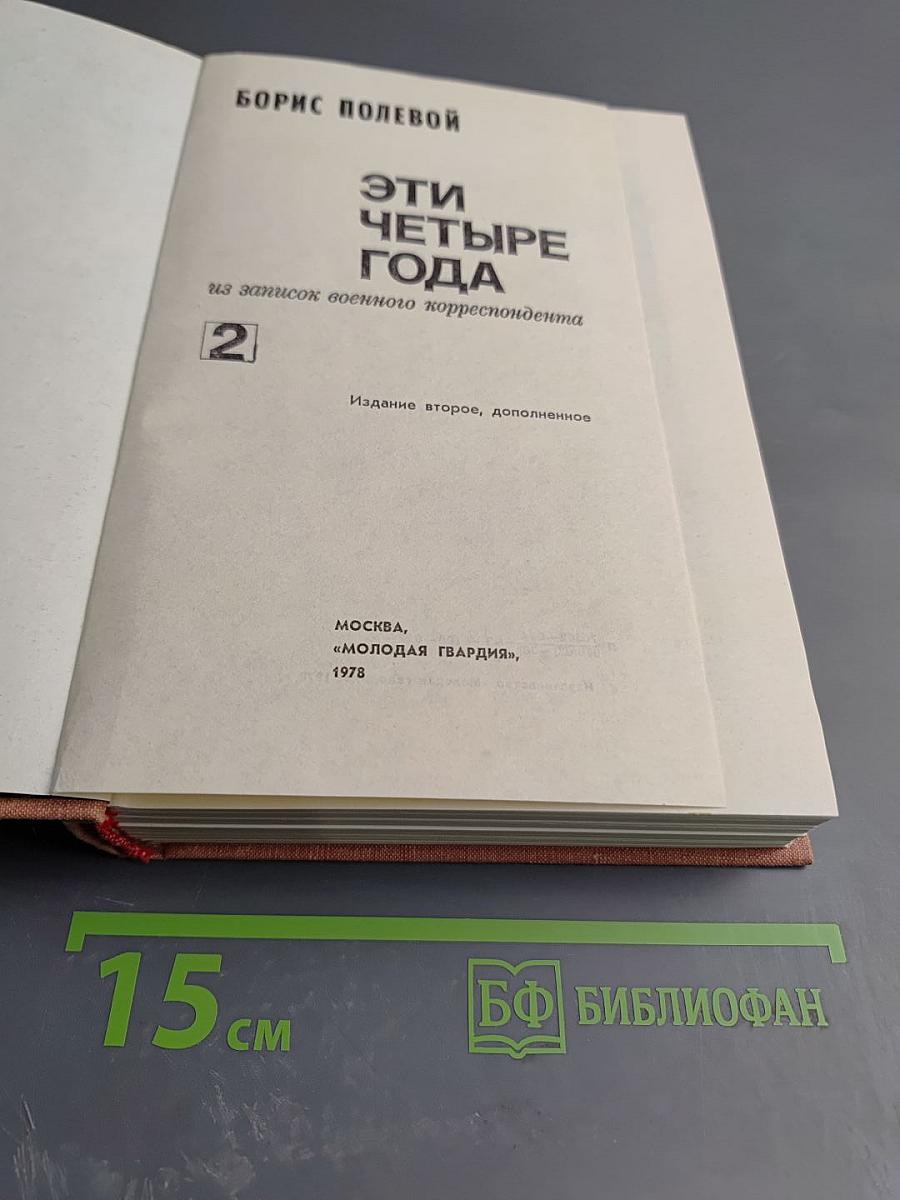 БОРИС ПОЛЕВОЙ
ЭТИ
ЧЕТЫРЕ
ГОДА
из записок военного корреспондента
2
Издание второе, дополненное
МОСКВА,
«МОЛОДАЯ ГВАРДИЯ»,
1978
15 см
БФ БИБЛИОФАН